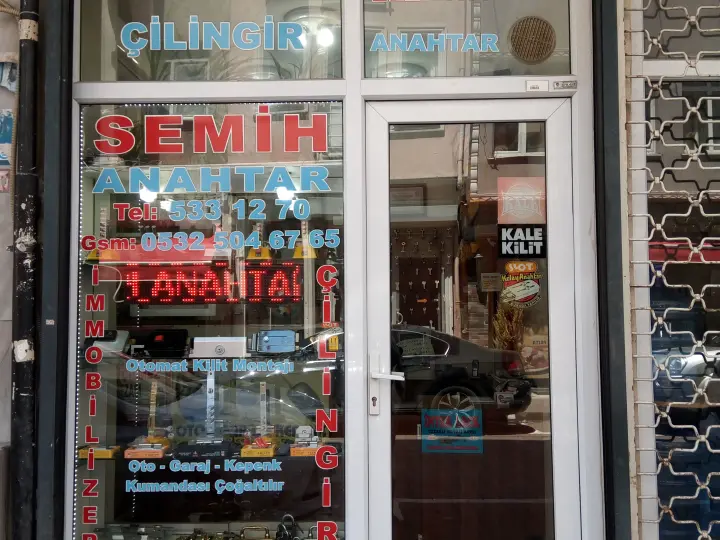 ÇİLİNGİR
ANAHTAR
SEMİH
ANAHTAR
Tel: 533 12 70
Gsm: 0532 504 67 65
İMMOBİLİZER
ÇİLİNGİR
ANAHTA
Otomat Kilit Montajı
Oto - Garaj - Kepenk
Kumandası Çoğaltılır
KALE
KİLİT